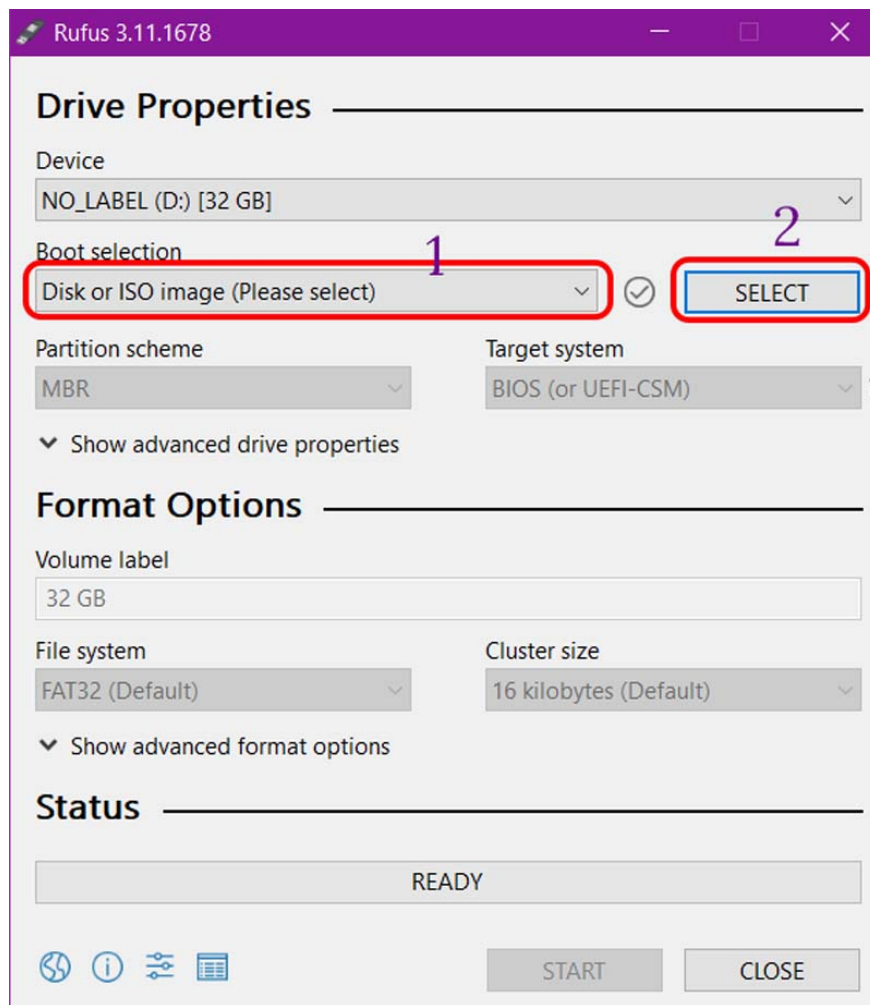 Rufus 3.11.1678
Drive Properties
Device
NO_LABEL (D:) [32 GB]
1
2
Boot selection
Disk or ISO image (Please select)
SELECT
Partition scheme
Target system
MBR
BIOS (or UEFI-CSM)
Show advanced drive properties
Format Options
Volume label
32 GB
File system
Cluster size
FAT32 (Default)
16 kilobytes (Default)
Show advanced format options
Status
READY
START
CLOSE